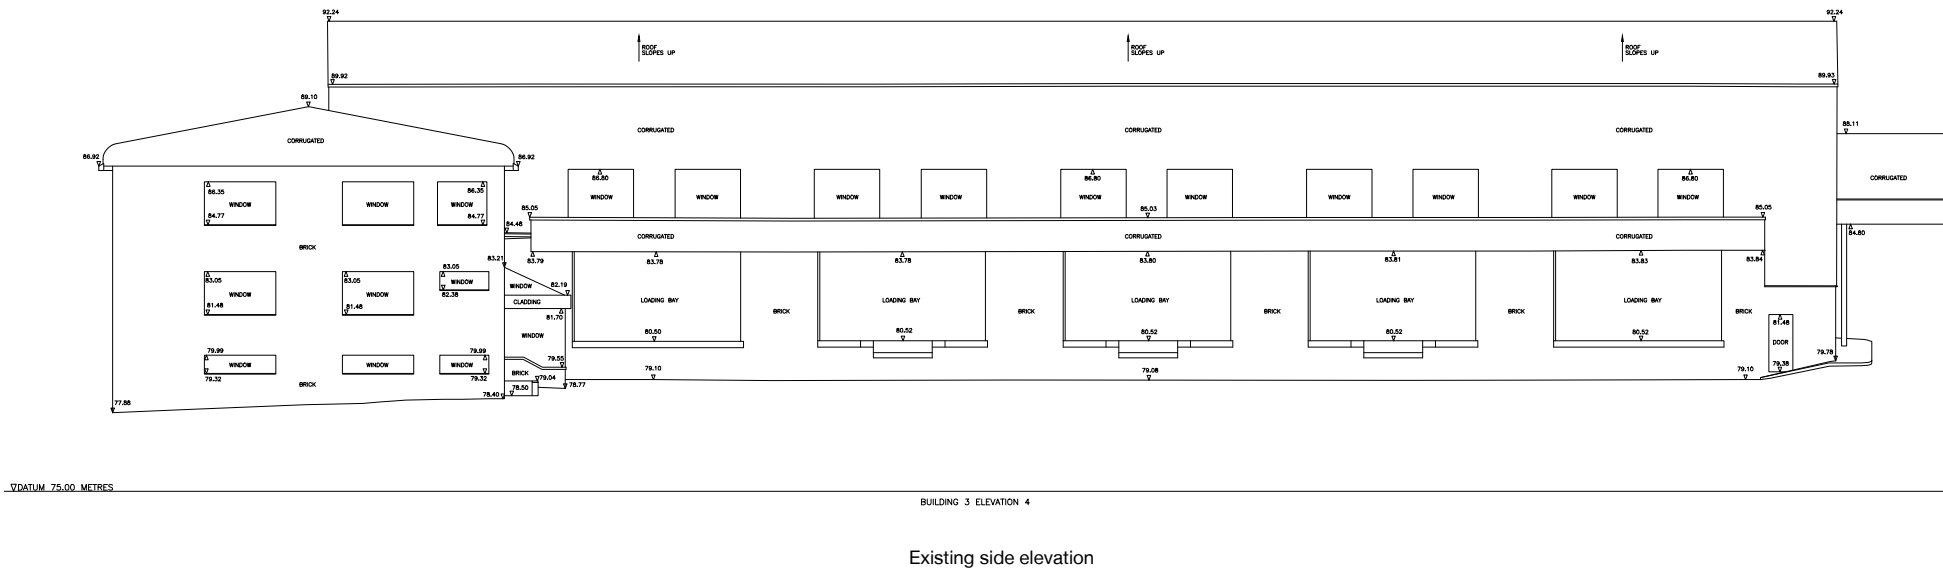 92.24
92.24
ROOF
SLOPES UP
ROOF
SLOPES UP
ROOF
SLOPES UP
89.92
89.93
89.10
88.11
CORRUGATED
CORRUGATED
CORRUGATED
CORRUGATED
86.92
86.92
86.80
86.80
86.80
CORRUGATED
86.35
WINDOW
84.77
WINDOW
86.35
WINDOW
84.77
WINDOW
WINDOW
WINDOW
WINDOW
WINDOW
WINDOW
WINDOW
WINDOW
WINDOW
WINDOW
85.05
85.03
85.05
84.48
84.80
CORRUGATED
CORRUGATED
CORRUGATED
BRICK
83.21
83.79
83.78
83.78
83.80
83.81
83.83
83.84
83.05
WINDOW
81.48
83.05
WINDOW
81.48
83.05
WINDOW
82.38
WINDOW
82.19
CLADDING
81.70
LOADING BAY
BRICK
LOADING BAY
BRICK
LOADING BAY
BRICK
LOADING BAY
BRICK
LOADING BAY
BRICK
81.48
DOOR
79.38
WINDOW
80.50
80.52
80.52
80.52
80.52
79.78
79.99
WINDOW
79.32
WINDOW
79.99
WINDOW
79.32
79.55
BRICK
79.04
78.50
78.77
79.10
79.08
79.10
BRICK
77.88
78.40
DATUM 75.00 METRES
BUILDING 3 ELEVATION 4
Existing side elevation